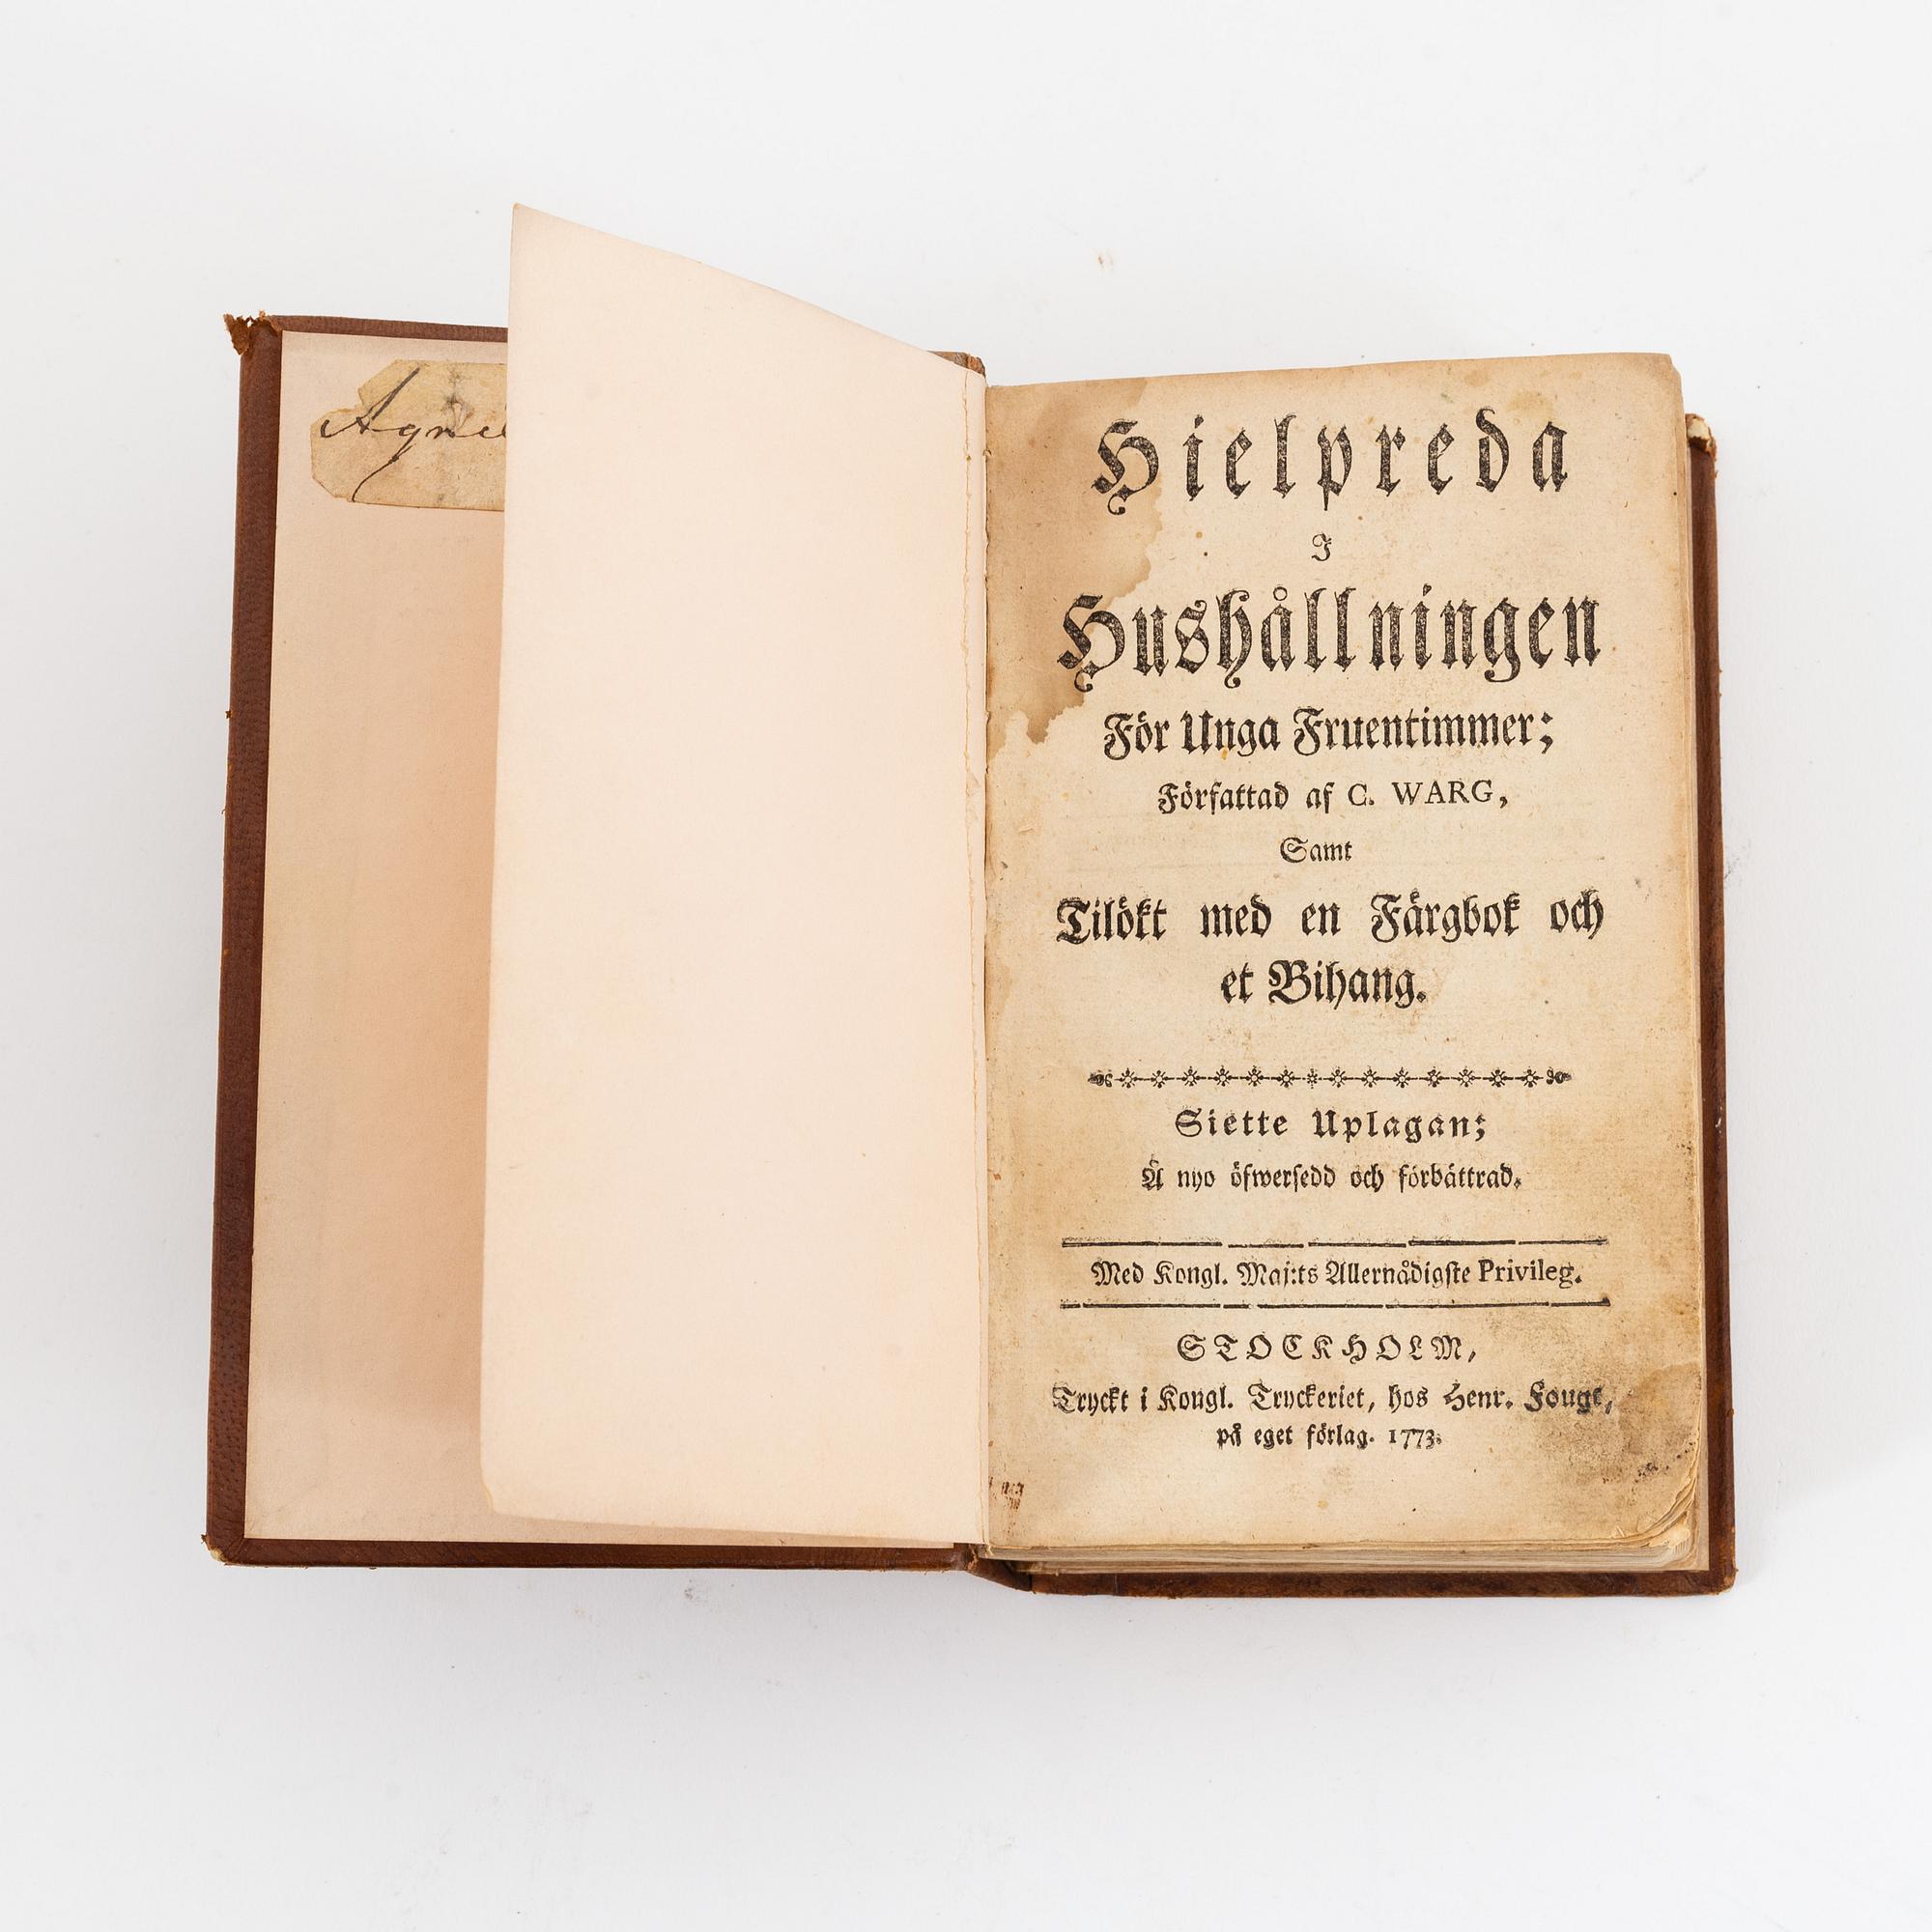 Hielpreda
I
Hushållningen
För Unga Fruentimmer;
Författad af C. WARG,
Samt
Tilökt med en Färgbok och
et Bihang.
Siette Uplagan;
Å nyo öfwersedd och förbättrad.
Med Kongl. Maj:ts Allernådigste Privileg.
STOCKHOLM,
Tryckt i Kongl. Tryckeriet, hos Henr. Fougt,
på eget förlag. 1773.